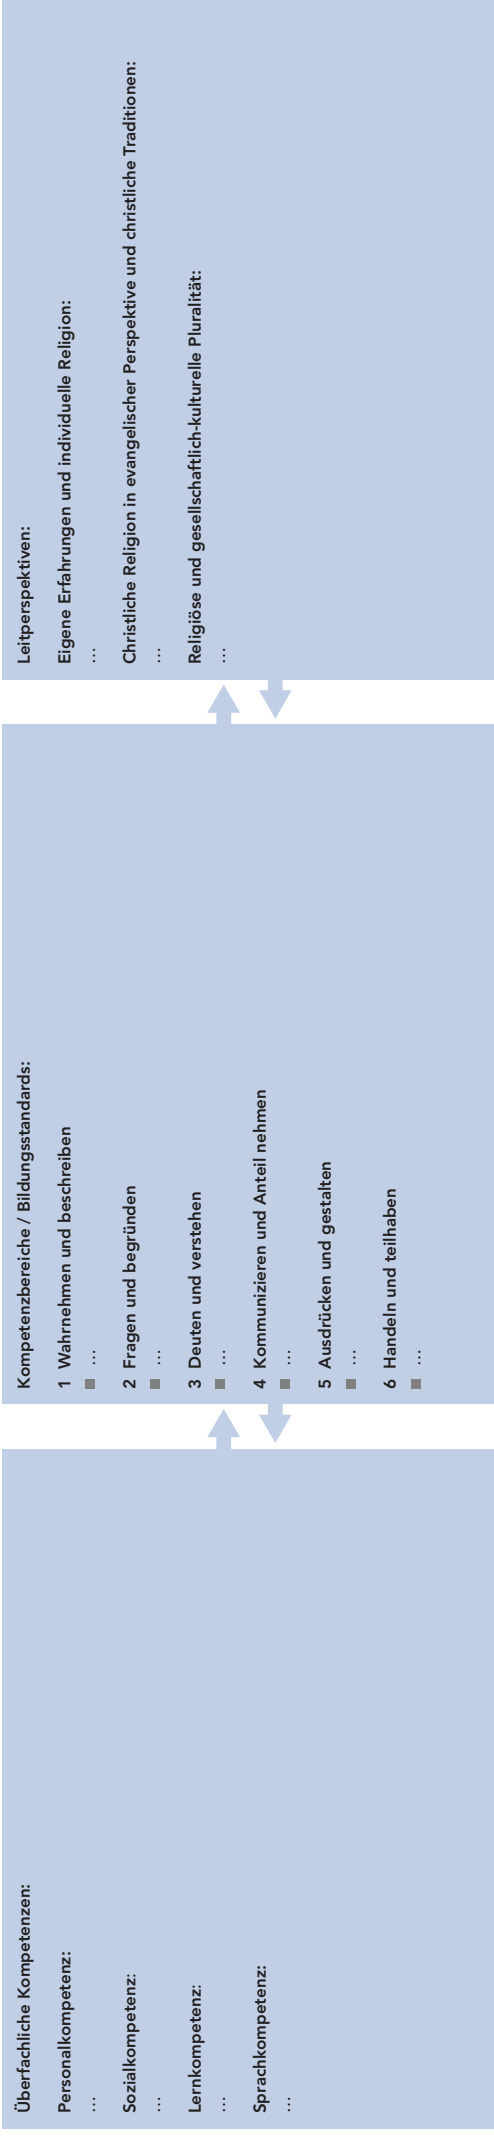 Überfachliche Kompetenzen:
Personalkompetenz:
…
Sozialkompetenz:
…
Lernkompetenz:
…
Sprachkompetenz:
…
Kompetenzbereiche / Bildungsstandards:
1 Wahrnehmen und beschreiben
■ …
2 Fragen und begründen
■ …
3 Deuten und verstehen
■ …
4 Kommunizieren und Anteil nehmen
■ …
5 Ausdrücken und gestalten
■ …
6 Handeln und teilhaben
■ …
Leitperspektiven:
Eigene Erfahrungen und individuelle Religion:
…
Christliche Religion in evangelischer Perspektive und christliche Traditionen:
…
Religiöse und gesellschaftlich-kulturelle Pluralität:
…